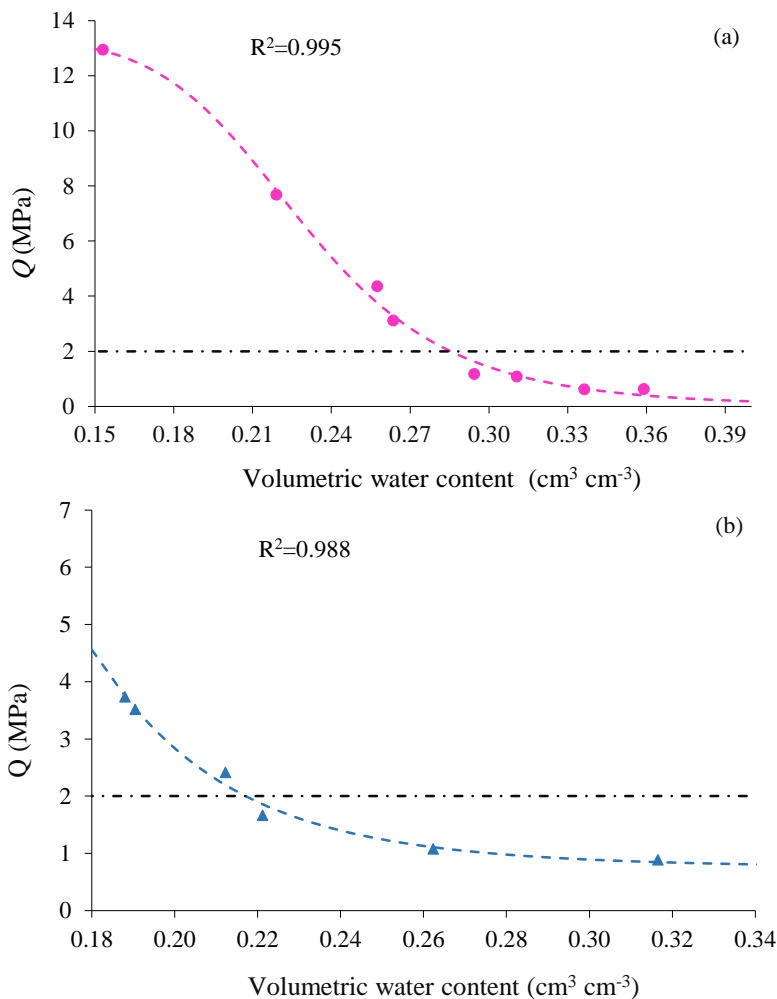 (a)
R²=0.995
14
12
10
8
6
4
2
0
Q (MPa)
0.15 0.18 0.21 0.24 0.27 0.30 0.33 0.36 0.39
Volumetric water content (cm³ cm⁻³)
(b)
R²=0.988
7
6
5
4
3
2
1
0
Q (MPa)
0.18 0.20 0.22 0.24 0.26 0.28 0.30 0.32 0.34
Volumetric water content (cm³ cm⁻³)